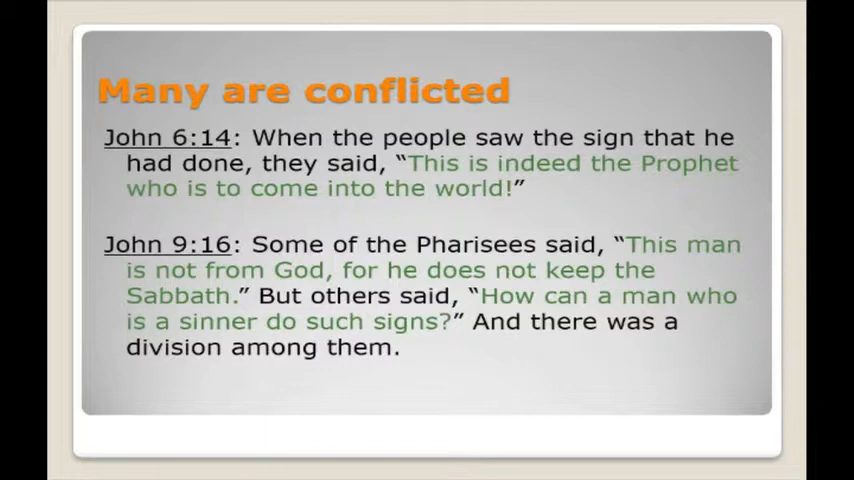 Many are conflicted
John 6:14: When the people saw the sign that he
had done, they said, “This is indeed the Prophet
who is to come into the world!”
John 9:16: Some of the Pharisees said, “This man
is not from God, for he does not keep the
Sabbath.” But others said, “How can a man who
is a sinner do such signs?” And there was a
division among them.